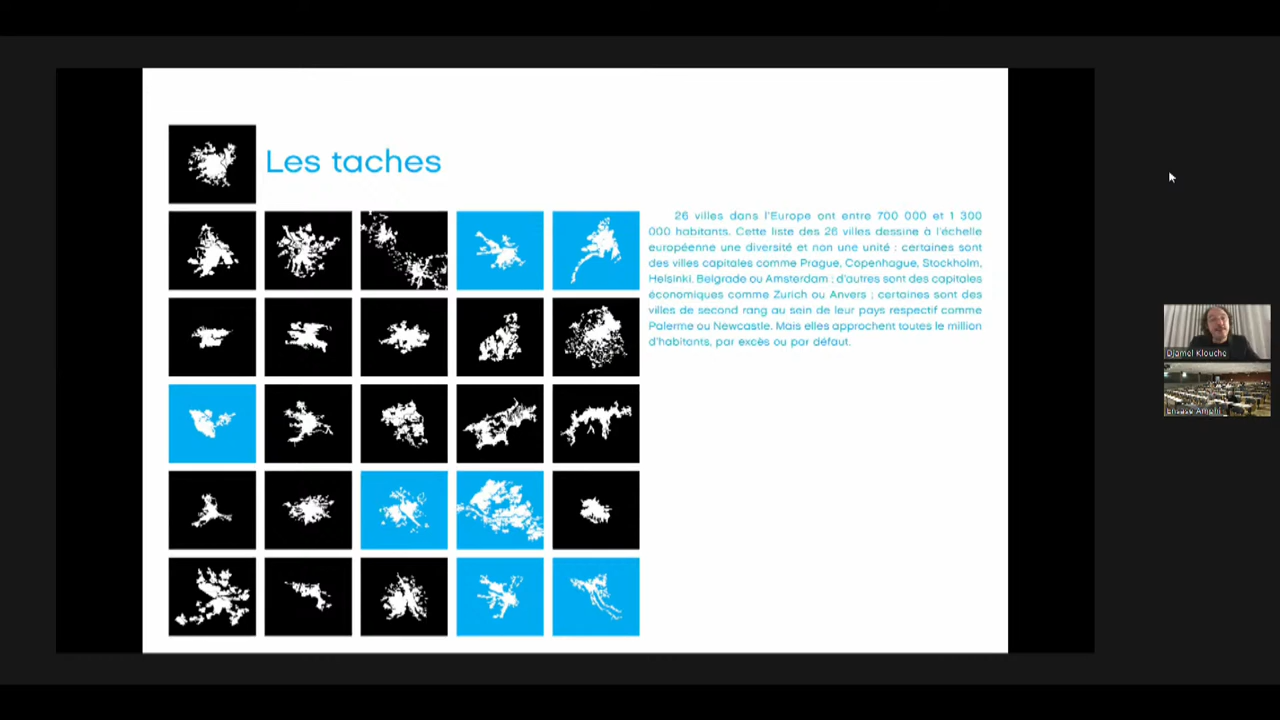 Les taches
26 villes dans l'Europe ont entre 700 000 et 1 300
000 habitants. Cette liste des 26 villes dessine à l'échelle
européenne une diversité et non une unité : certaines sont
des villes capitales comme Prague, Copenhague, Stockholm,
Helsinki, Belgrade ou Amsterdam ; d'autres sont des capitales
économiques comme Zurich ou Anvers ; certaines sont des
villes de second rang au sein de leur pays respectif comme
Palerme ou Newcastle. Mais elles approchent toutes le million
d'habitants, par excès ou par défaut.
Djamel Klouche
Ensase Amphi